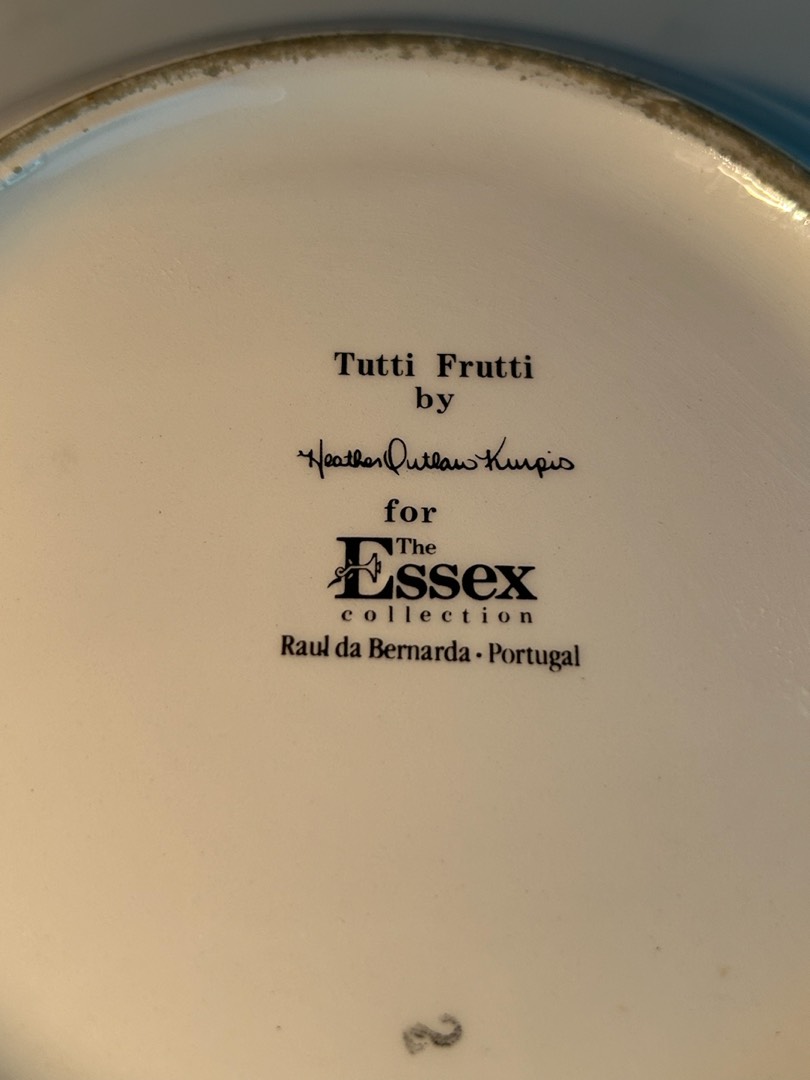 Tutti Frutti
by
Heather Outlaw Kurpis
for
The
Essex
collection
Raul da Bernarda · Portugal